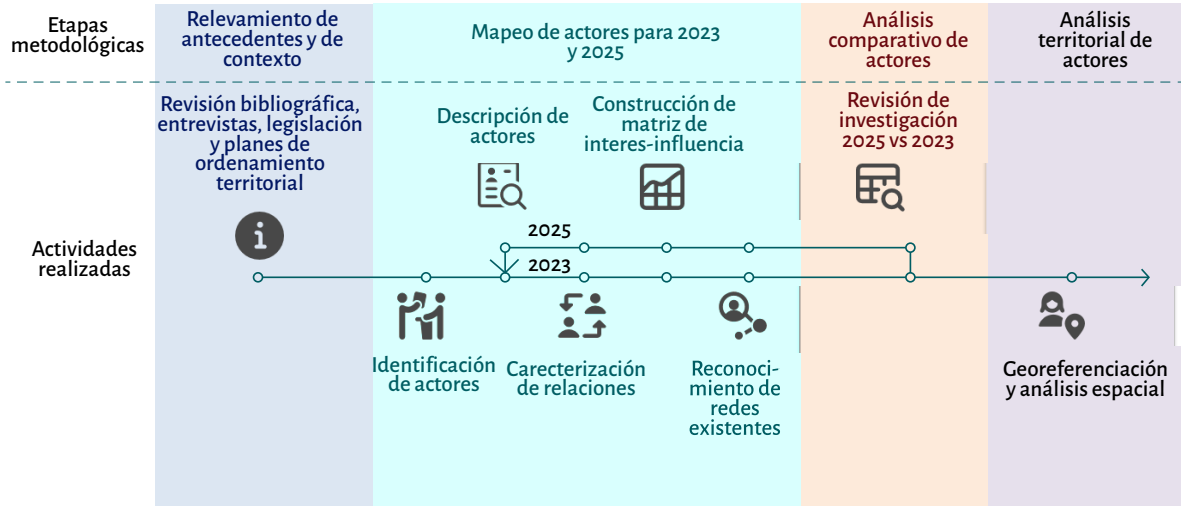 Etapas
metodológicas
Relevamiento de
antecedentes y de
contexto
Mapeo de actores para 2023
y 2025
Análisis
comparativo de
actores
Análisis
territorial de
actores
Actividades
realizadas
Revisión bibliográfica,
entrevistas, legislación
y planes de
ordenamiento
territorial
Descripción de
actores
Construcción de
matriz de
interes-influencia
Revisión de
investigación
2025 vs 2023
2025
2023
Identificación
de actores
Carecterización
de relaciones
Reconoci-
miento de
redes
existentes
Georeferenciación
y análisis espacial